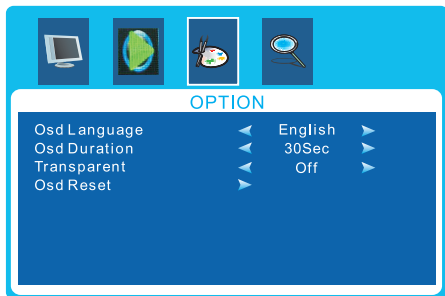 OPTION
Osd Language English
Osd Duration 30Sec
Transparent Off
Osd Reset